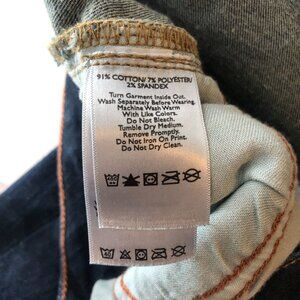 91% COTTON/ 7% POLYESTER/
2% SPANDEX
Turn Garment Inside Out.
Wash Separately Before Wearing.
Machine Wash Warm
With Like Colors.
Do Not Bleach.
Tumble Dry Medium.
Remove Promptly.
Do Not Iron On Print.
Do Not Dry Clean.